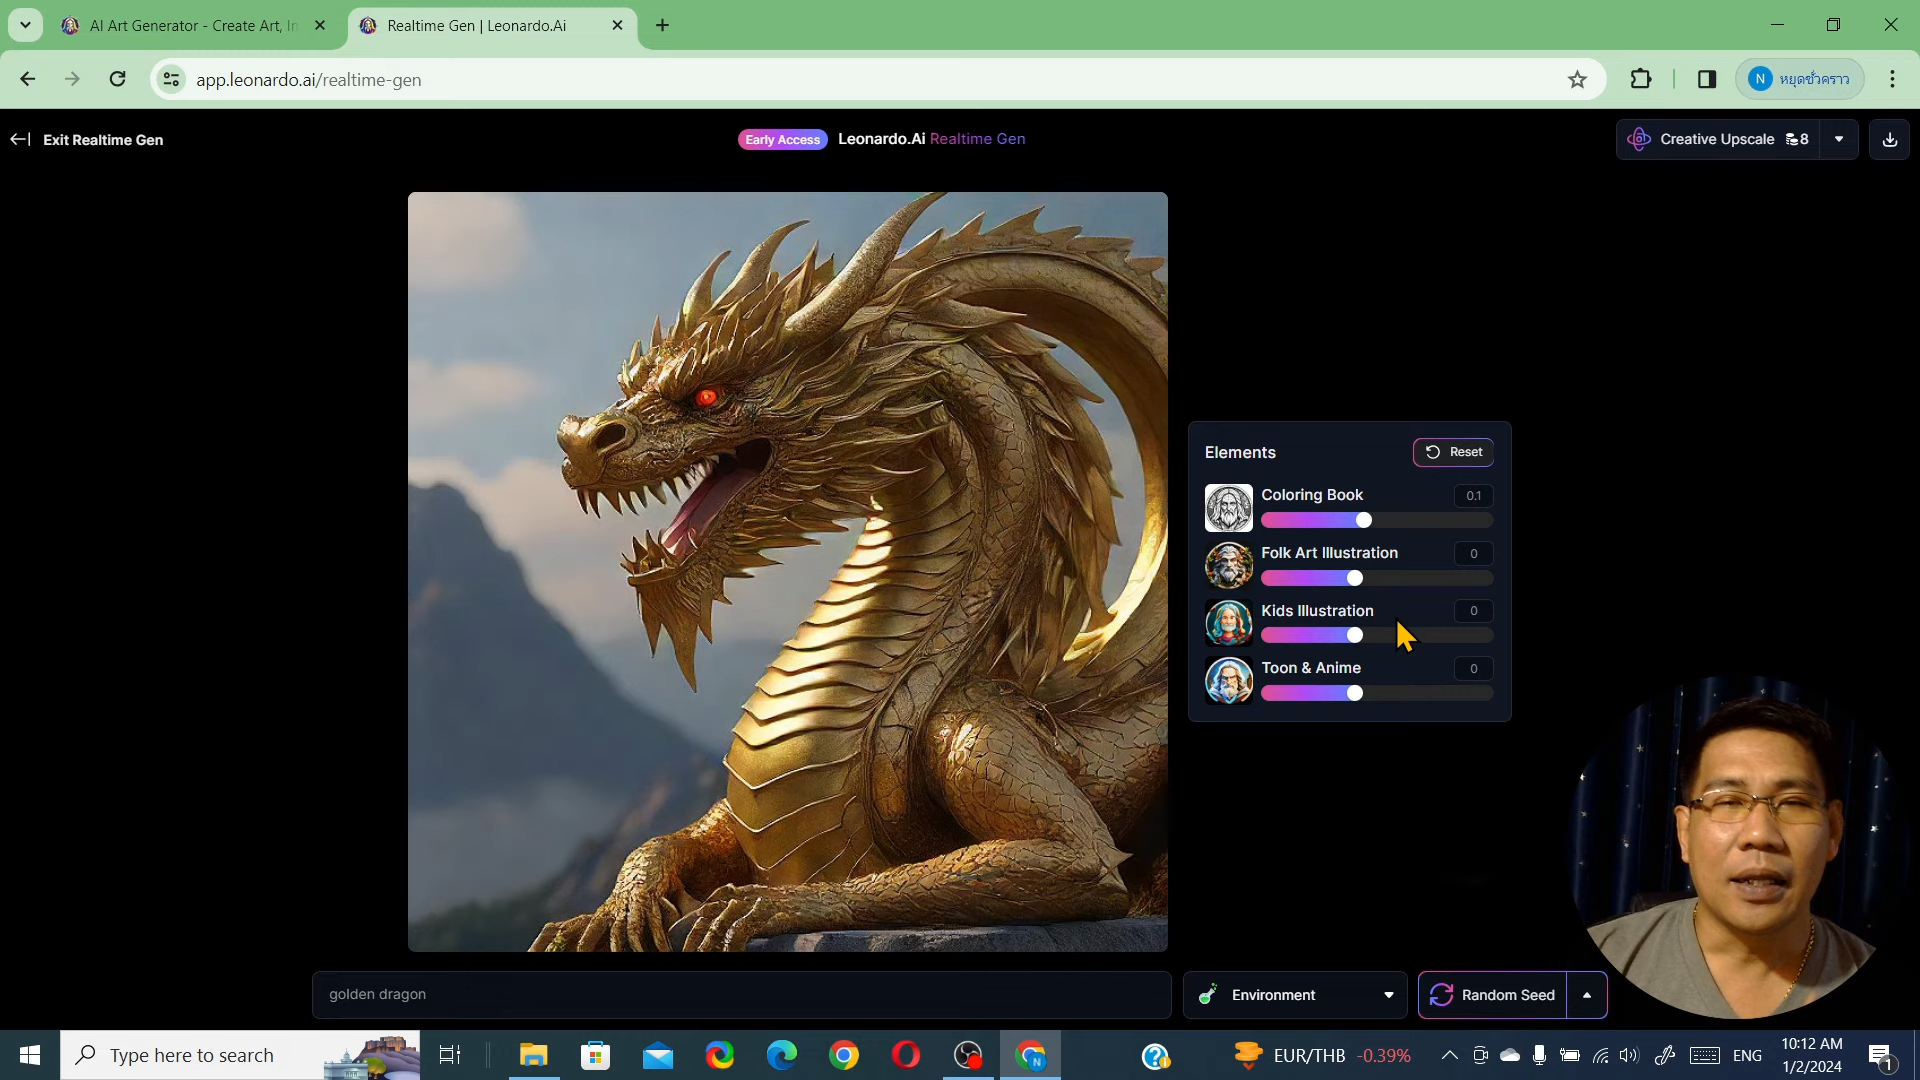 AI Art Generator - Create Art, In
Realtime Gen | Leonardo.Ai
app.leonardo.ai/realtime-gen
N หยุดชั่วคราว
Exit Realtime Gen
Early Access Leonardo.Ai Realtime Gen
Creative Upscale 8
Elements
Reset
Coloring Book 0.1
Folk Art Illustration 0
Kids Illustration 0
Toon & Anime 0
golden dragon
Environment
Random Seed
Type here to search
EUR/THB -0.39%
ENG
10:12 AM
1/2/2024
1